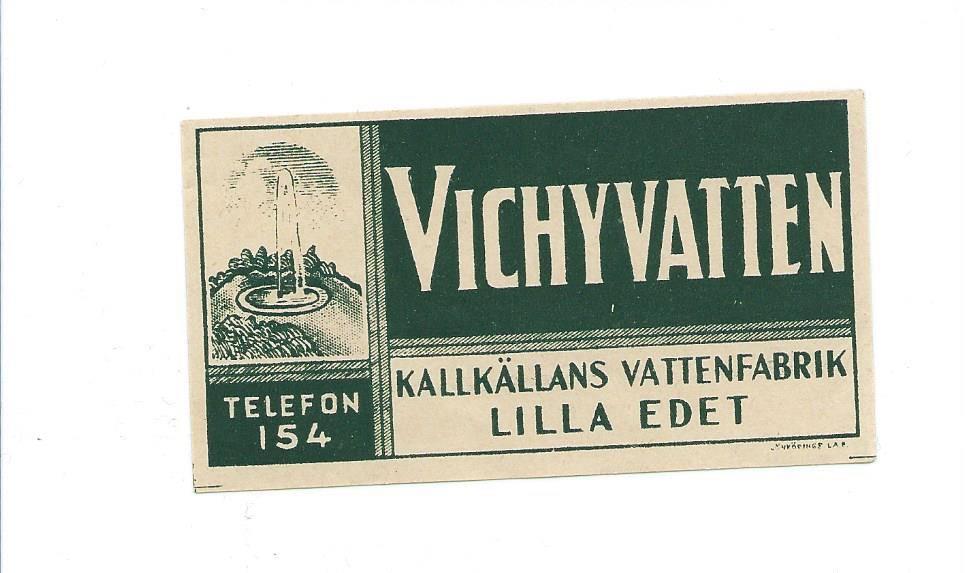 VICHYVATTEN
KALLKÄLLANS VATTENFABRIK
LILLA EDET
TELEFON
154